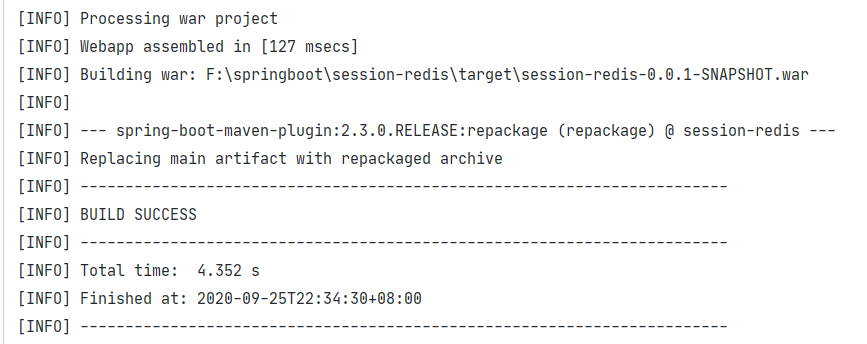 [INFO] Processing war project
[INFO] Webapp assembled in [127 msecs]
[INFO] Building war: F:\springboot\session-redis\target\session-redis-0.0.1-SNAPSHOT.war
[INFO]
[INFO] --- spring-boot-maven-plugin:2.3.0.RELEASE:repackage (repackage) @ session-redis ---
[INFO] Replacing main artifact with repackaged archive
[INFO] ------------------------------------------------------------------------
[INFO] BUILD SUCCESS
[INFO] ------------------------------------------------------------------------
[INFO] Total time:  4.352 s
[INFO] Finished at: 2020-09-25T22:34:30+08:00
[INFO] ------------------------------------------------------------------------